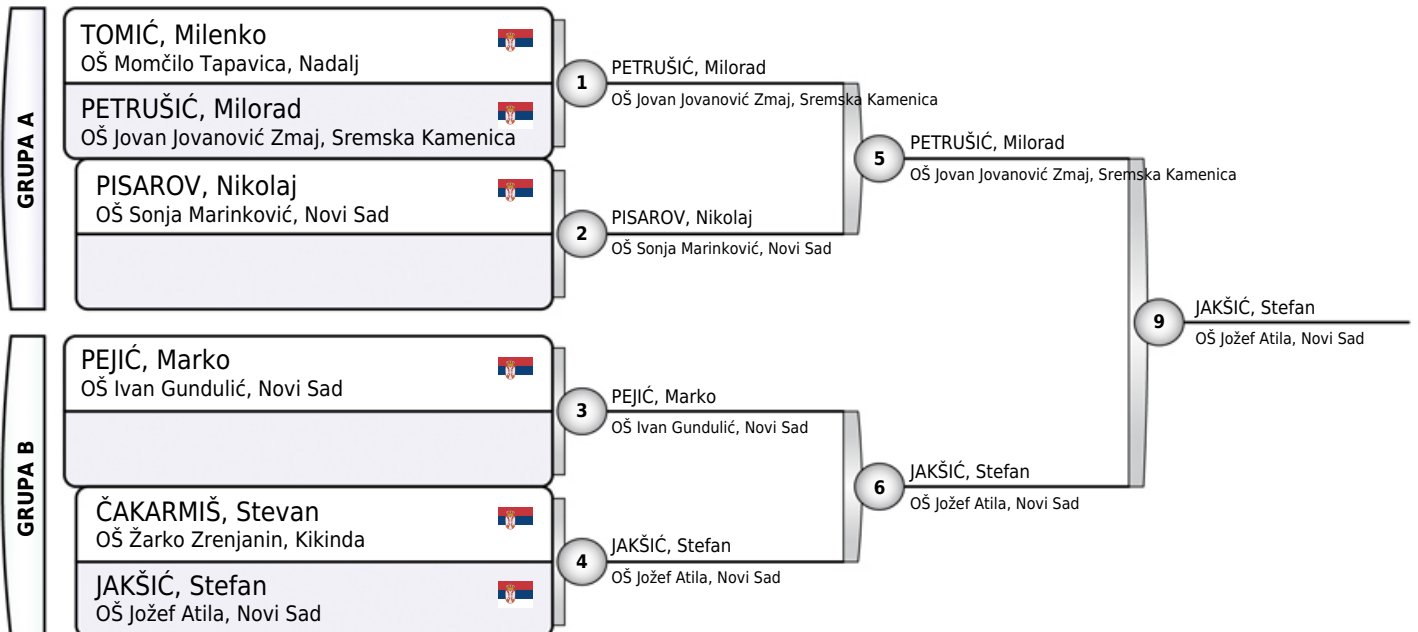 GRUPA A
TOMIĆ, Milenko
OŠ Momčilo Tapavica, Nadalj
PETRUŠIĆ, Milorad
OŠ Jovan Jovanović Zmaj, Sremska Kamenica
PISAROV, Nikolaj
OŠ Sonja Marinković, Novi Sad
1
PETRUŠIĆ, Milorad
OŠ Jovan Jovanović Zmaj, Sremska Kamenica
2
PISAROV, Nikolaj
OŠ Sonja Marinković, Novi Sad
5
PETRUŠIĆ, Milorad
OŠ Jovan Jovanović Zmaj, Sremska Kamenica
GRUPA B
PEJIĆ, Marko
OŠ Ivan Gundulić, Novi Sad
ČAKARMIŠ, Stevan
OŠ Žarko Zrenjanin, Kikinda
JAKŠIĆ, Stefan
OŠ Jožef Atila, Novi Sad
3
PEJIĆ, Marko
OŠ Ivan Gundulić, Novi Sad
4
JAKŠIĆ, Stefan
OŠ Jožef Atila, Novi Sad
6
JAKŠIĆ, Stefan
OŠ Jožef Atila, Novi Sad
9
JAKŠIĆ, Stefan
OŠ Jožef Atila, Novi Sad